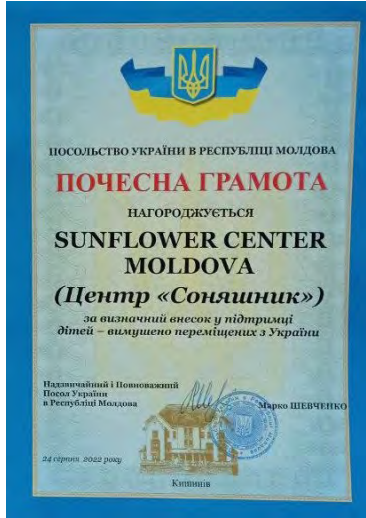 ПОСОЛЬСТВО УКРАЇНИ В РЕСПУБЛІЦІ МОЛДОВА
ПОЧЕСНА ГРАМОТА
НАГОРОДЖУЄТЬСЯ
SUNFLOWER CENTER
MOLDOVA
(Центр «Соняшник»)
за визначний внесок у підтримці
дітей – вимушено переміщених з України
Надзвичайний і Повноважний
Посол України
в Республіці Молдова
Марко ШЕВЧЕНКО
24 серпня 2022 року
Кишинів